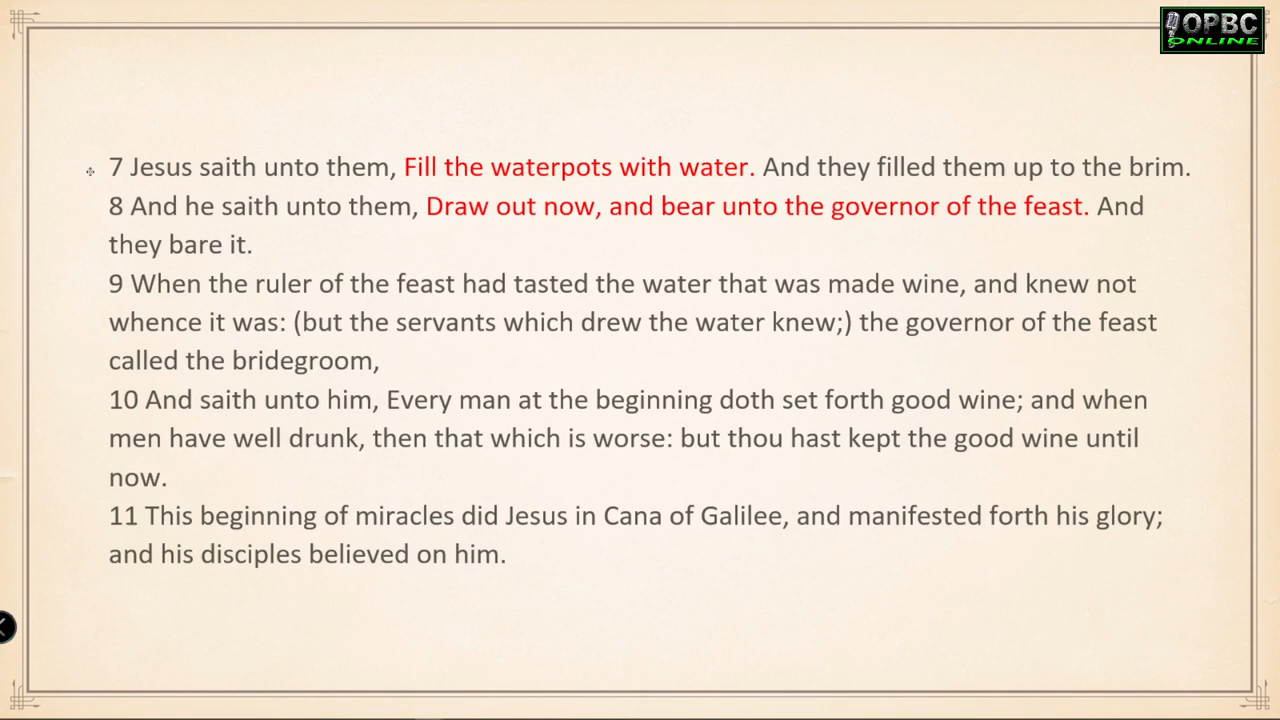 OPBC
ONLINE
7 Jesus saith unto them, Fill the waterpots with water. And they filled them up to the brim.
8 And he saith unto them, Draw out now, and bear unto the governor of the feast. And
they bare it.
9 When the ruler of the feast had tasted the water that was made wine, and knew not
whence it was: (but the servants which drew the water knew;) the governor of the feast
called the bridegroom,
10 And saith unto him, Every man at the beginning doth set forth good wine; and when
men have well drunk, then that which is worse: but thou hast kept the good wine until
now.
11 This beginning of miracles did Jesus in Cana of Galilee, and manifested forth his glory;
and his disciples believed on him.